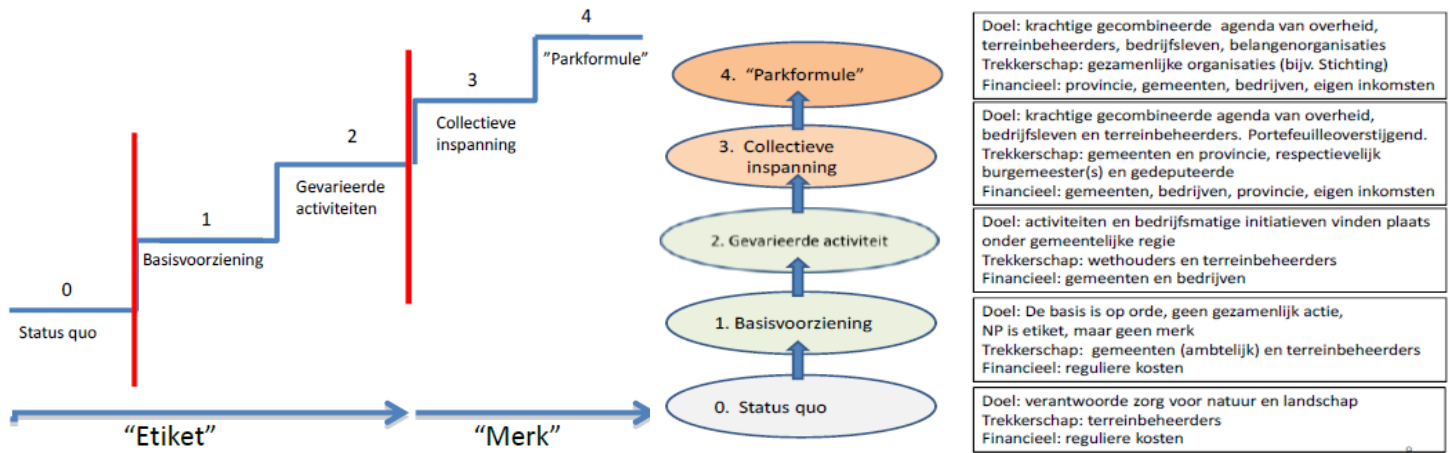 4
"Parkformule"
3
Collectieve
inspanning
2
Gevarieerde
activiteiten
1
Basisvoorziening
0
Status quo
"Etiket"
"Merk"
4. "Parkformule"
3. Collectieve
inspanning
2. Gevarieerde activiteit
1. Basisvoorziening
0. Status quo
Doel: krachtige gecombineerde agenda van overheid,
terreinbeheerders, bedrijfsleven, belangenorganisaties
Trekkerschap: gezamenlijke organisaties (bijv. Stichting)
Financieel: provincie, gemeenten, bedrijven, eigen inkomsten
Doel: krachtige gecombineerde agenda van overheid,
bedrijfsleven en terreinbeheerders. Portefeuilleoverstijgend.
Trekkerschap: gemeenten en provincie, respectievelijk
burgemeester(s) en gedeputeerde
Financieel: gemeenten, bedrijven, provincie, eigen inkomsten
Doel: activiteiten en bedrijfsmatige initiatieven vinden plaats
onder gemeentelijke regie
Trekkerschap: wethouders en terreinbeheerders
Financieel: gemeenten en bedrijven
Doel: De basis is op orde, geen gezamenlijk actie,
NP is etiket, maar geen merk
Trekkerschap: gemeenten (ambtelijk) en terreinbeheerders
Financieel: reguliere kosten
Doel: verantwoorde zorg voor natuur en landschap
Trekkerschap: terreinbeheerders
Financieel: reguliere kosten